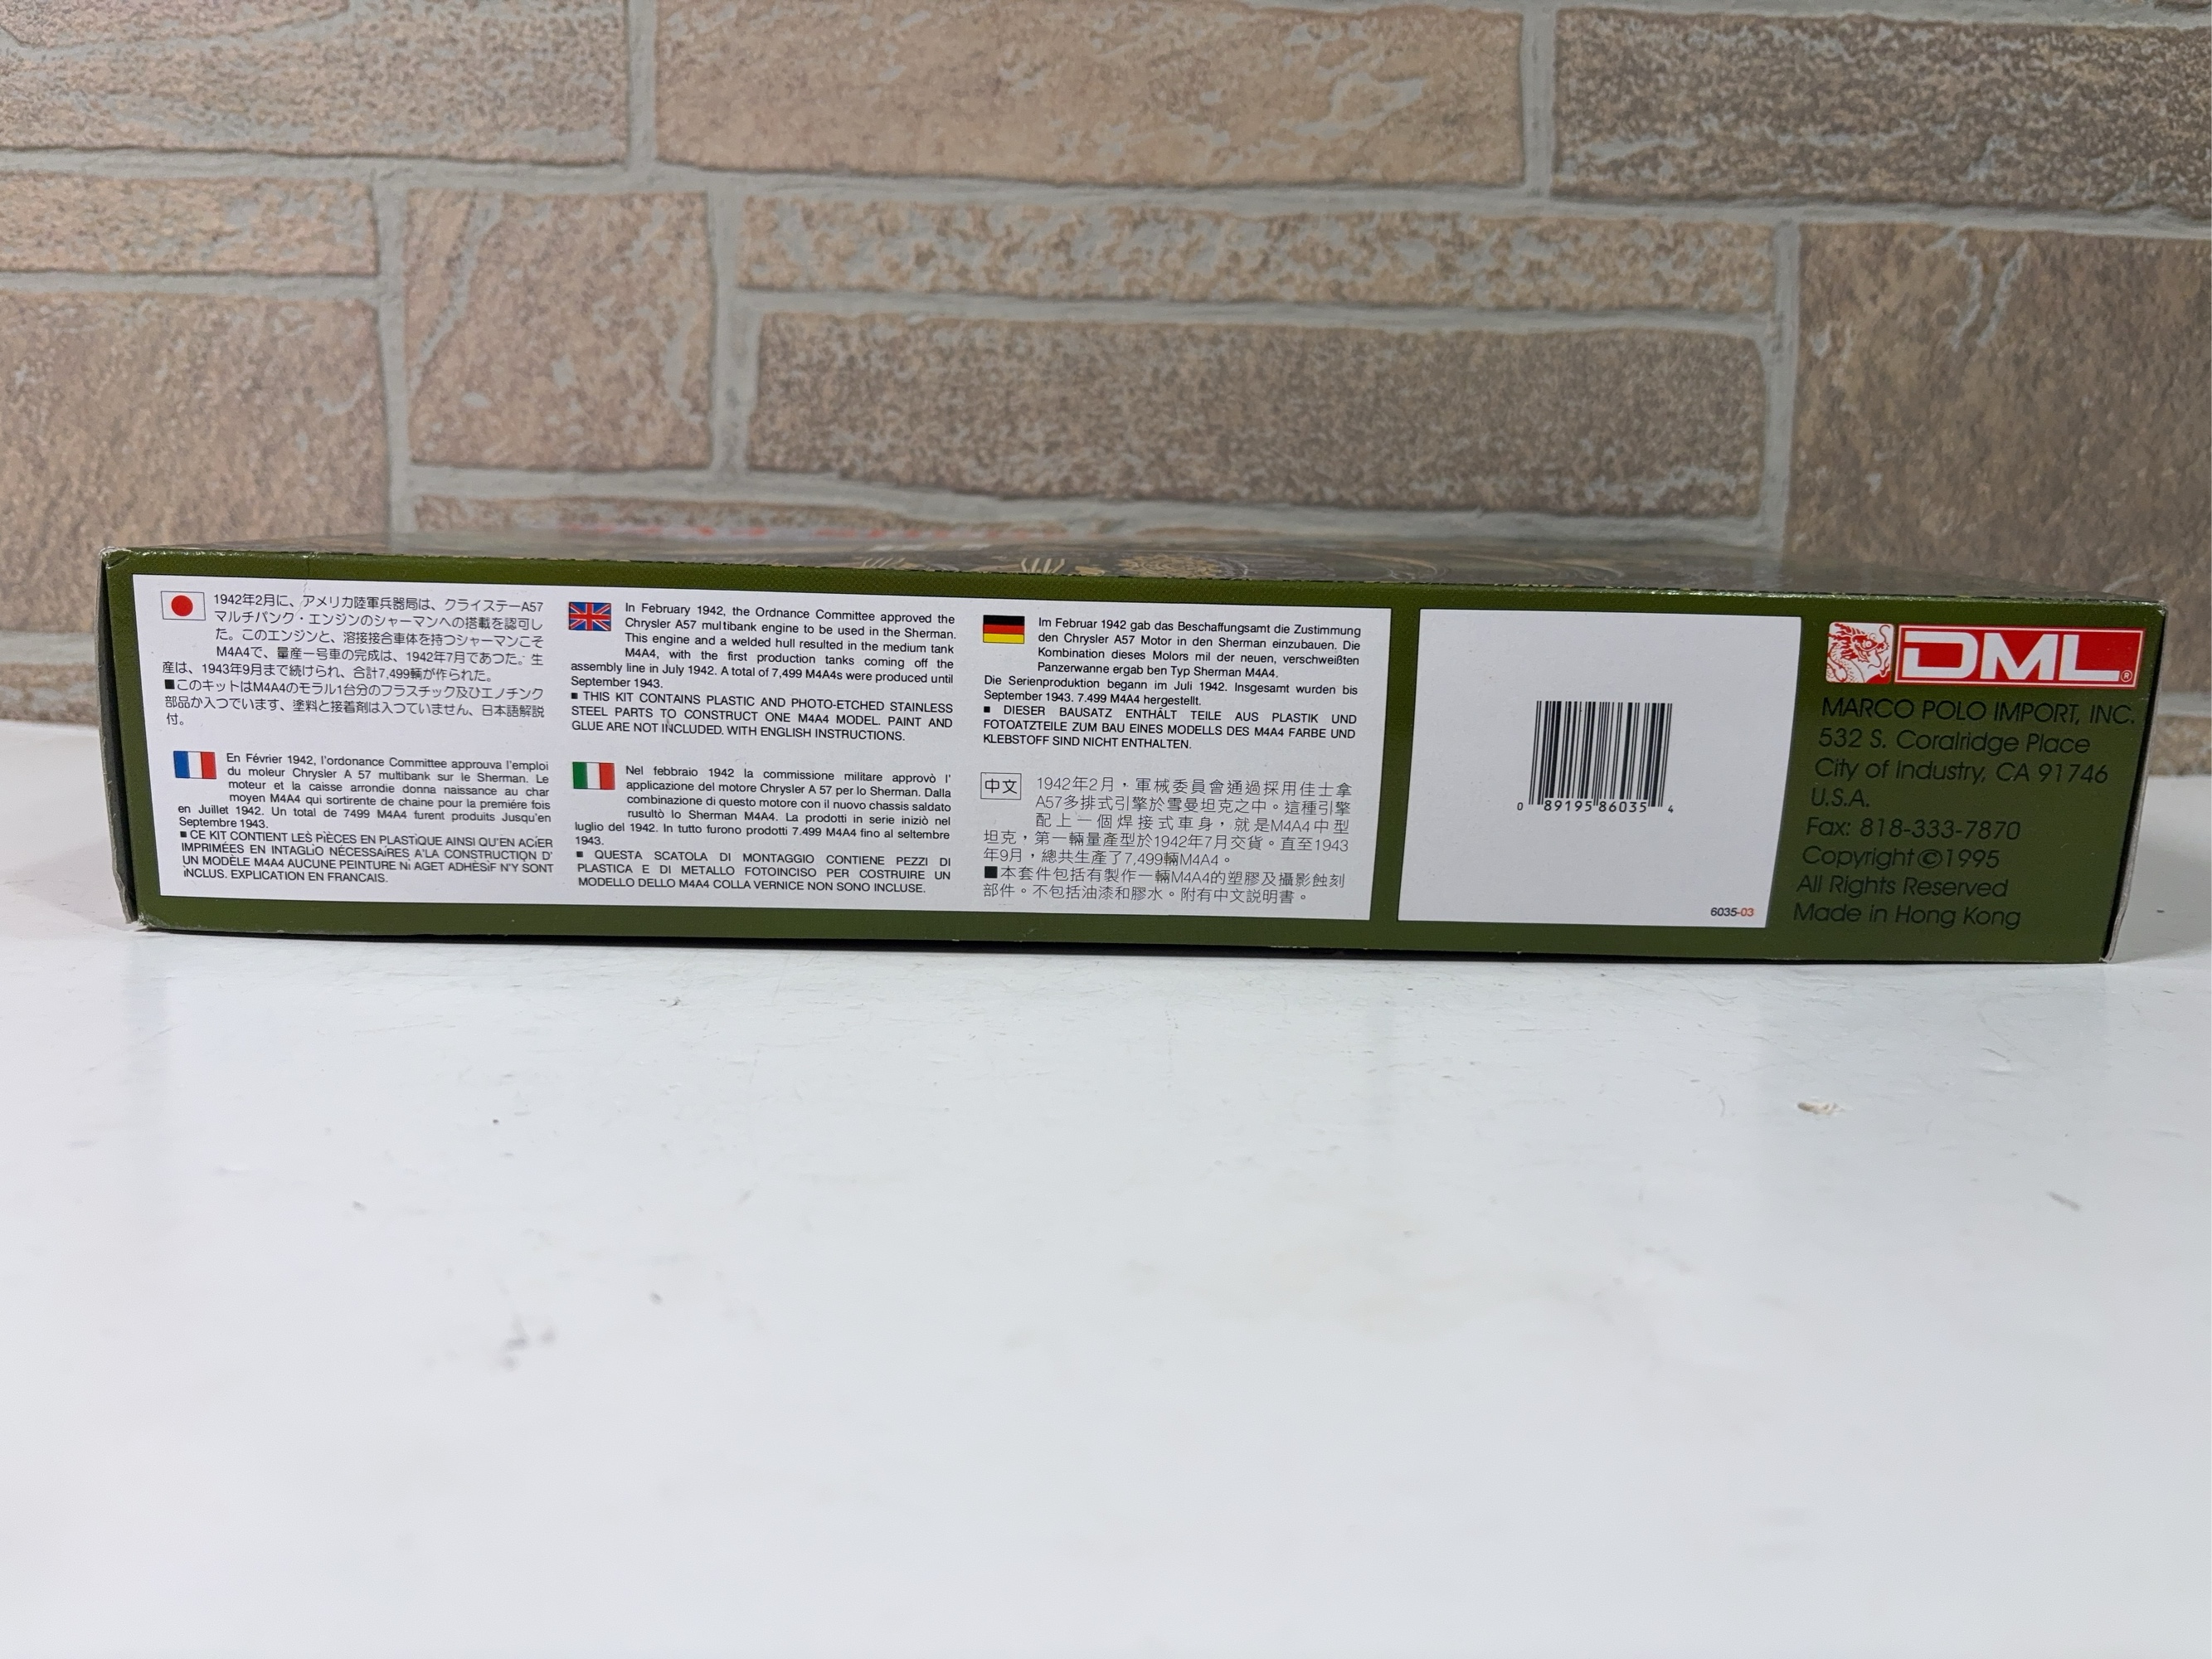 1942年2月に、アメリカ陸軍兵器局は、クライステーA57
マルチパンク・エンジンのシャーマンへの搭載を認可し
た。このエンジンと、溶接接合車体を持つシャーマンこそ
M4A4で、量産一号車の完成は、1942年7月であつた。生
産は、1943年9月まで続けられ、合計7,499輛が作られた。
■このキットはM4A4のモラル1台分のフラスチック及びエノチング
部品か入つでいます、塗料と接着剤は入つていません、日本語解説
付。
En Février 1942, l'ordonance Committee approuva l'emploi
du moleur Chrysler A 57 multibank sur le Sherman. Le
moteur et la caisse arrondie donna naissance au char
moyen M4A4 qui sortirente de chaine pour la premiére fois
en Juillet 1942. Un total de 7499 M4A4 furent produits Jusqu'en
Septembre 1943.
■ CE KIT CONTIENT LES PiÈCES EN PLASTiQUE AINSI QU'EN ACiER
IMPRIMÉES EN INTAGLiO NÉCESSAiRES A'LA CONSTRUCTION D'
UN MODÈLE M4A4 AUCUNE PEINTURE Ni AGET ADHÉSiF N'Y SONT
iNCLUS. EXPLICATION EN FRANCAIS.
In February 1942, the Ordnance Committee approved the
Chrysler A57 multibank engine to be used in the Sherman.
This engine and a welded hull resulted in the medium tank
M4A4, with the first production tanks coming off the
assembly line in July 1942. A total of 7,499 M4A4s were produced until
September 1943.
■ THIS KIT CONTAINS PLASTIC AND PHOTO-ETCHED STAINLESS
STEEL PARTS TO CONSTRUCT ONE M4A4 MODEL. PAINT AND
GLUE ARE NOT INCLUDED. WITH ENGLISH INSTRUCTIONS.
Nel febbraio 1942 la commissione militare approvò l'
applicazione del motore Chrysler A 57 per lo Sherman. Dalla
combinazione di questo motore con il nuovo chassis saldato
rusultò lo Sherman M4A4. La prodotti in serie iniziò nel
luglio del 1942. In tutto furono prodotti 7.499 M4A4 fino al seltembre
1943.
■ QUESTA SCATOLA DI MONTAGGIO CONTIENE PEZZI DI
PLASTICA E DI METALLO FOTOINCISO PER COSTRUIRE UN
MODELLO DELLO M4A4 COLLA VERNICE NON SONO INCLUSE.
Im Februar 1942 gab das Beschaffungsamt die Zustimmung
den Chrysler A57 Motor in den Sherman einzubauen. Die
Kombination dieses Molors mil der neuen, verschweißten
Panzerwanne ergab ben Typ Sherman M4A4.
Die Serienproduktion begann im Juli 1942. Insgesamt wurden bis
September 1943. 7.499 M4A4 hergestellt.
■ DIESER BAUSATZ ENTHÄLT TEILE AUS PLASTIK UND
FOTOATZTEILE ZUM BAU EINES MODELLS DES M4A4 FARBE UND
KLEBSTOFF SIND NICHT ENTHALTEN.
中文
1942年2月，軍械委員會通過採用佳士拿
A57多排式引擎於雪曼坦克之中。這種引擎
配上一個焊接式車身，就是M4A4中型
坦克，第一輛量產型於1942年7月交貨。直至1943
年9月，總共生產了7,499輛M4A4。
■本套件包括有製作一輛M4A4的塑膠及攝影蝕刻
部件。不包括油漆和膠水。附有中文説明書。
0 89195 86035 4
6035-03
DML®
MARCO POLO IMPORT, INC.
532 S. Coralridge Place
City of Industry, CA 91746
U.S.A.
Fax: 818-333-7870
Copyright©1995
All Rights Reserved
Made in Hong Kong